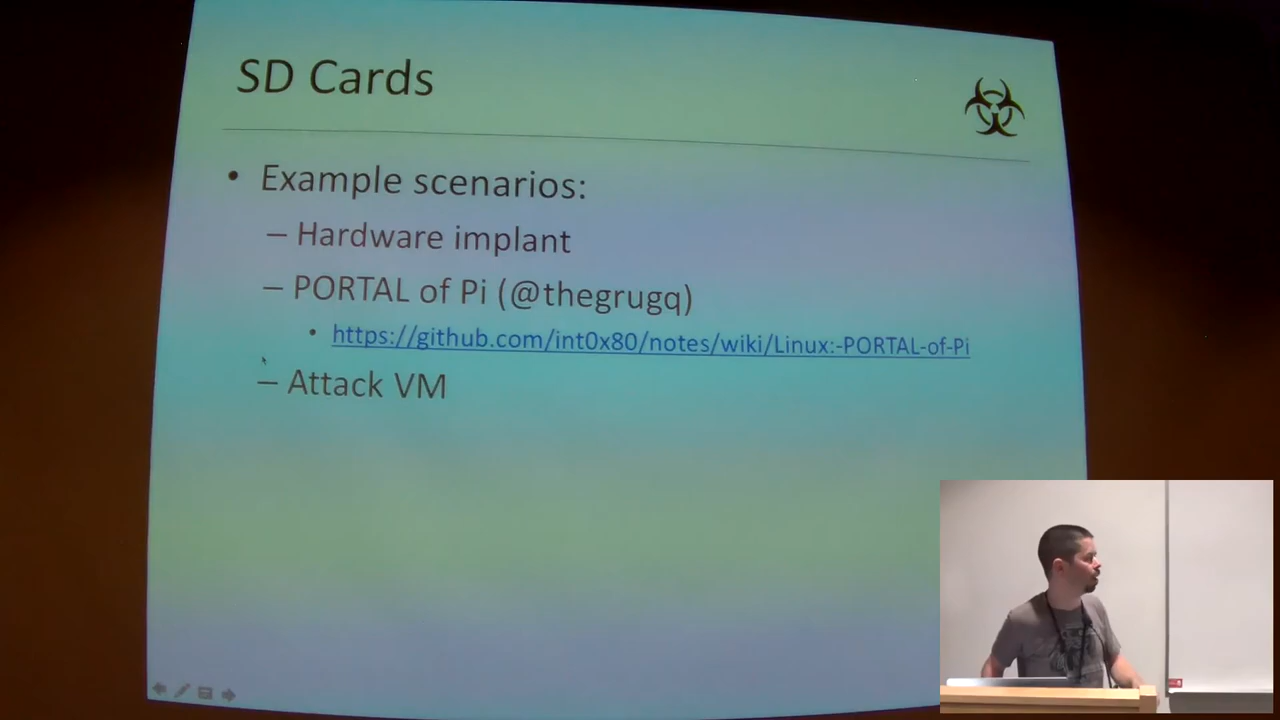 SD Cards
• Example scenarios:
– Hardware implant
– PORTAL of Pi (@thegrugq)
• https://github.com/int0x80/notes/wiki/Linux:-PORTAL-of-Pi
– Attack VM